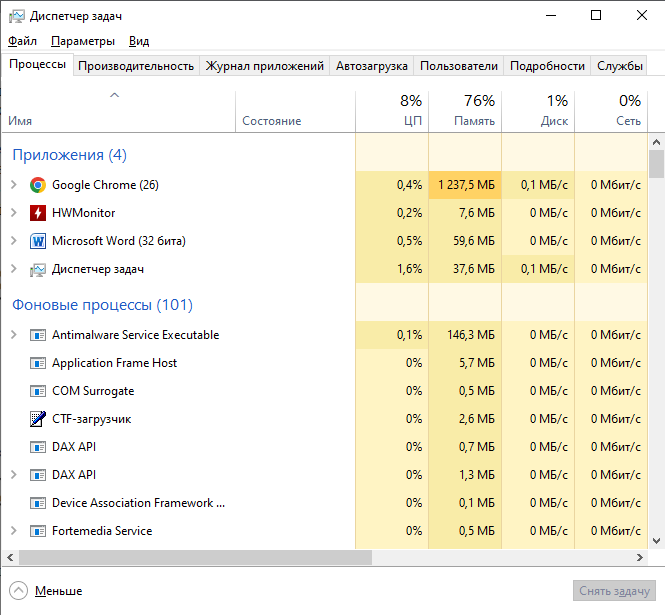 Диспетчер задач
Файл Параметры Вид
Процессы Производительность Журнал приложений Автозагрузка Пользователи Подробности Службы
8% 76% 1% 0%
Имя Состояние ЦП Память Диск Сеть
Приложения (4)
Google Chrome (26) 0,4% 1 237,5 МБ 0,1 МБ/с 0 Мбит/с
HWMonitor 0,2% 7,6 МБ 0 МБ/с 0 Мбит/с
Microsoft Word (32 бита) 0,5% 59,6 МБ 0 МБ/с 0 Мбит/с
Диспетчер задач 1,6% 37,6 МБ 0,1 МБ/с 0 Мбит/с
Фоновые процессы (101)
Antimalware Service Executable 0,1% 146,3 МБ 0 МБ/с 0 Мбит/с
Application Frame Host 0% 5,7 МБ 0 МБ/с 0 Мбит/с
COM Surrogate 0% 0,5 МБ 0 МБ/с 0 Мбит/с
CTF-загрузчик 0% 2,6 МБ 0 МБ/с 0 Мбит/с
DAX API 0% 0,7 МБ 0 МБ/с 0 Мбит/с
DAX API 0% 1,3 МБ 0 МБ/с 0 Мбит/с
Device Association Framework ... 0% 0,1 МБ 0 МБ/с 0 Мбит/с
Fortemedia Service 0% 0,5 МБ 0 МБ/с 0 Мбит/с
Меньше Снять задачу